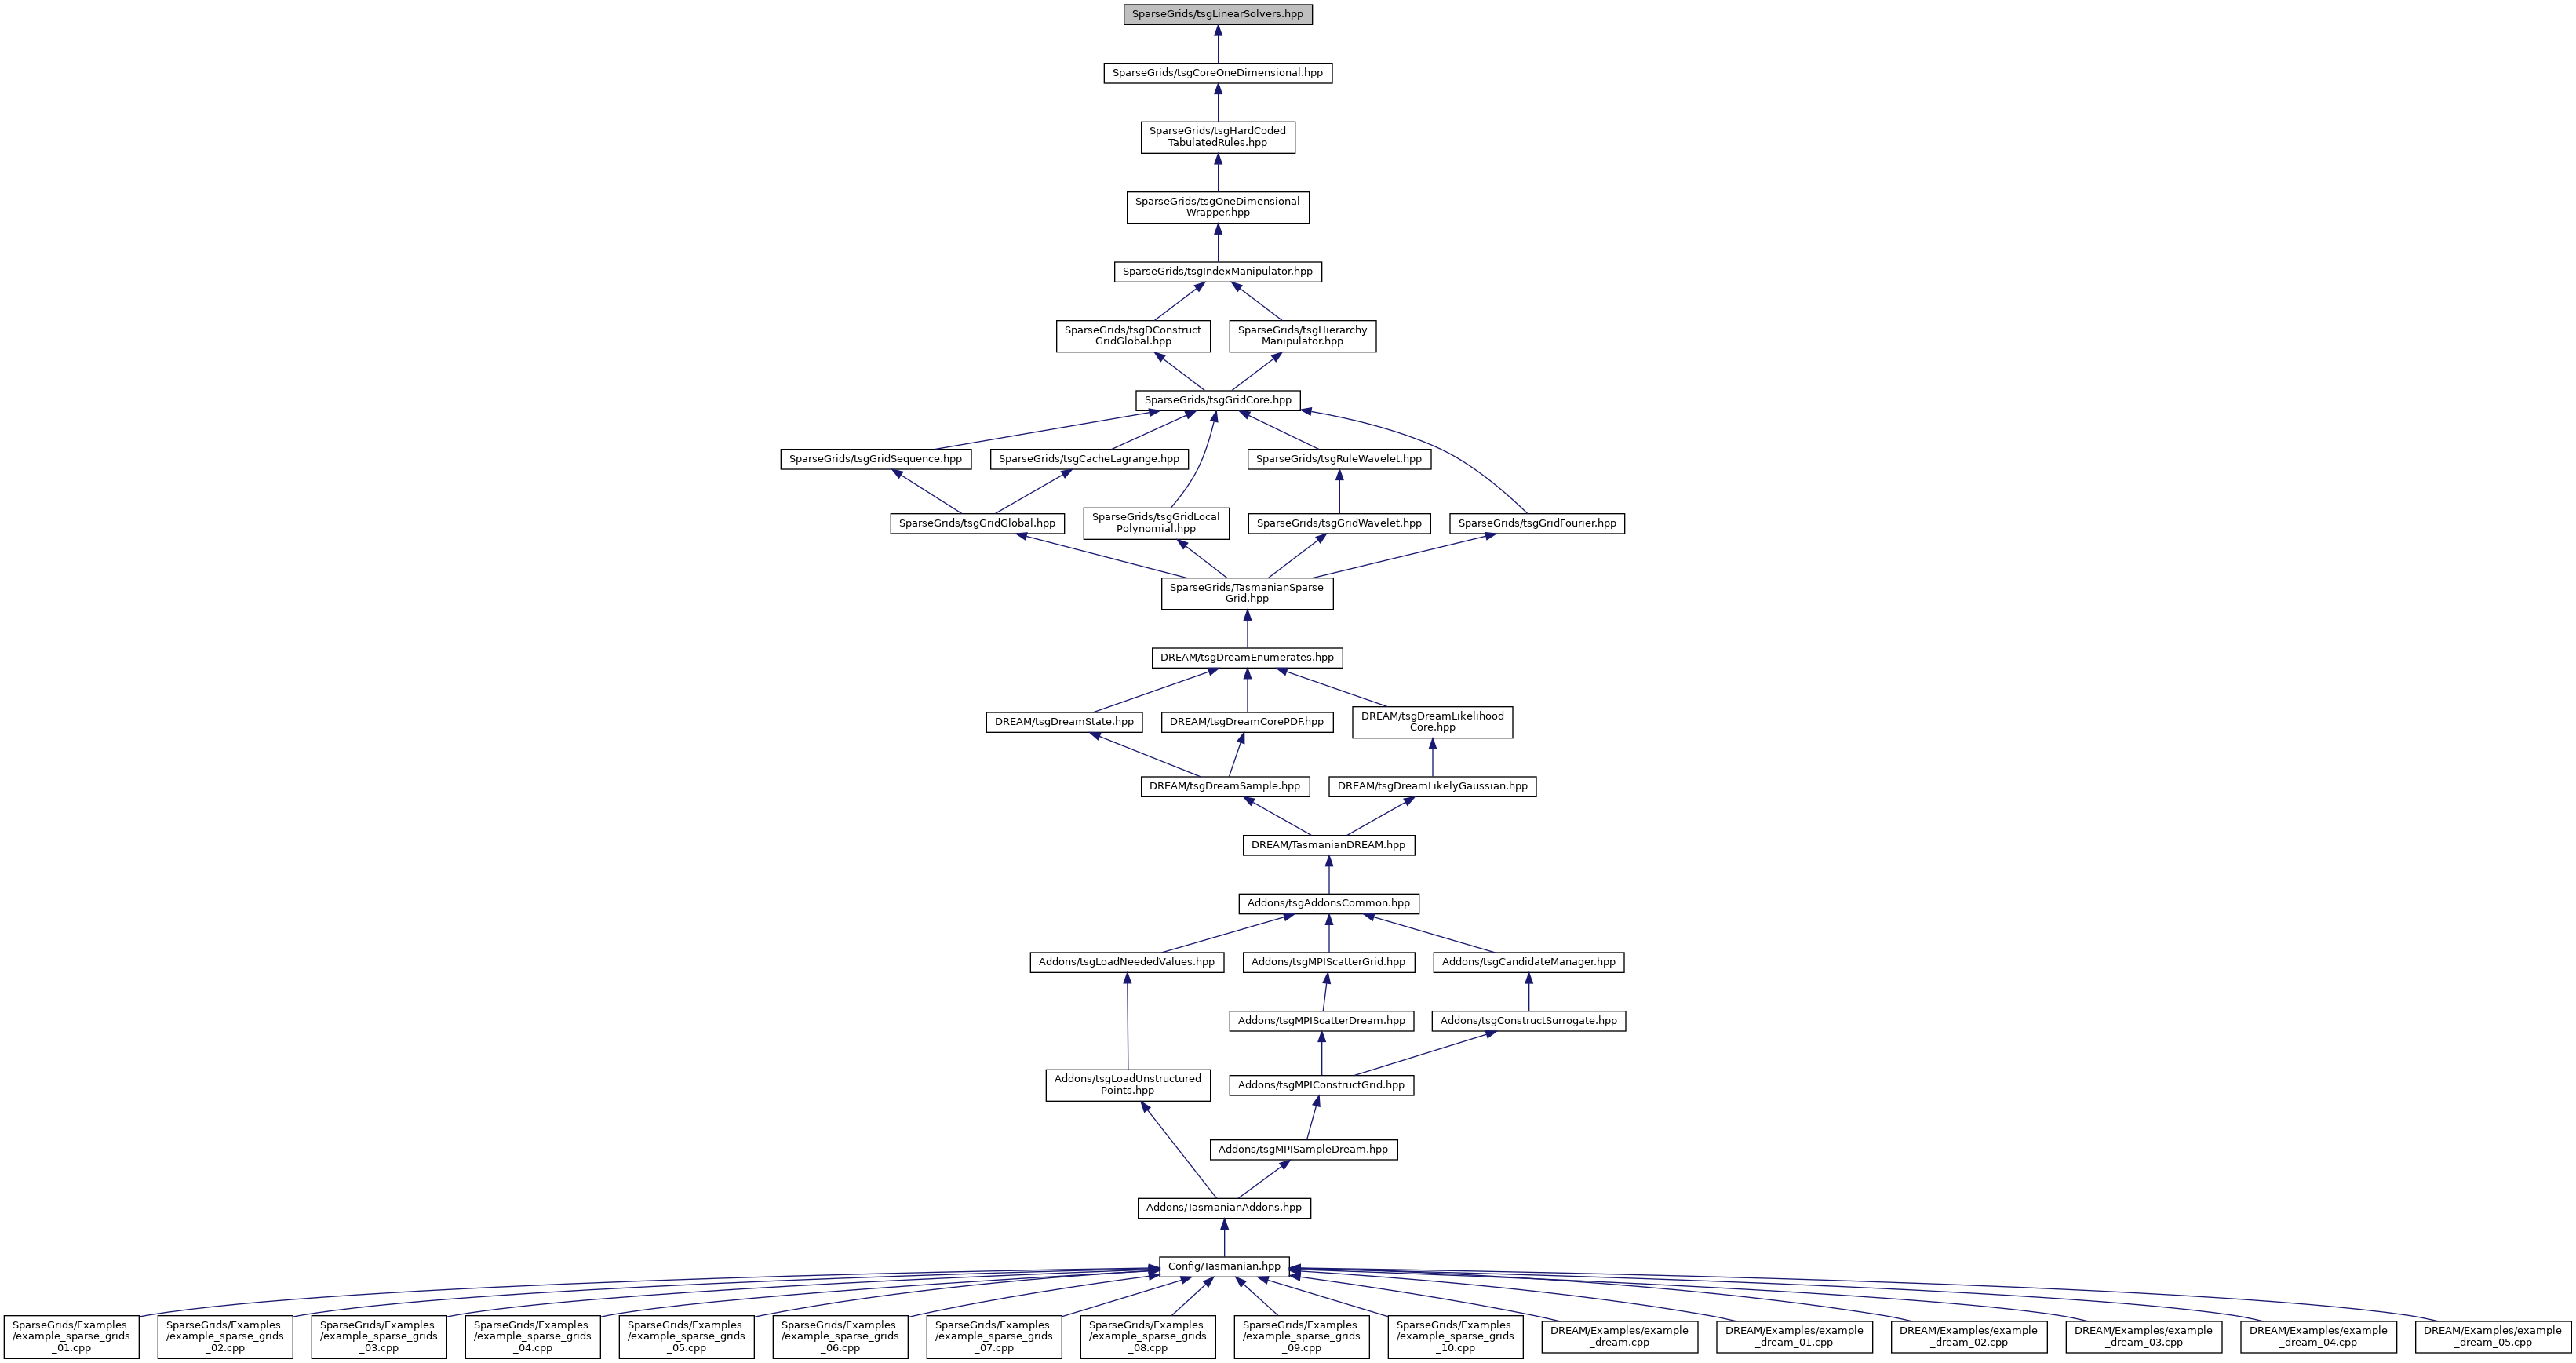 SparseGrids/tsgLinearSolvers.hpp
SparseGrids/tsgCoreOneDimensional.hpp
SparseGrids/tsgHardCoded
TabulatedRules.hpp
SparseGrids/tsgOneDimensional
Wrapper.hpp
SparseGrids/tsgIndexManipulator.hpp
SparseGrids/tsgDConstruct
GridGlobal.hpp
SparseGrids/tsgHierarchy
Manipulator.hpp
SparseGrids/tsgGridCore.hpp
SparseGrids/tsgGridSequence.hpp
SparseGrids/tsgCacheLagrange.hpp
SparseGrids/tsgRuleWavelet.hpp
SparseGrids/tsgGridGlobal.hpp
SparseGrids/tsgGridLocal
Polynomial.hpp
SparseGrids/tsgGridWavelet.hpp
SparseGrids/tsgGridFourier.hpp
SparseGrids/TasmanianSparse
Grid.hpp
DREAM/tsgDreamEnumerates.hpp
DREAM/tsgDreamState.hpp
DREAM/tsgDreamCorePDF.hpp
DREAM/tsgDreamLikelihood
Core.hpp
DREAM/tsgDreamSample.hpp
DREAM/tsgDreamLikelyGaussian.hpp
DREAM/TasmanianDREAM.hpp
Addons/tsgAddonsCommon.hpp
Addons/tsgLoadNeededValues.hpp
Addons/tsgMPIScatterGrid.hpp
Addons/tsgCandidateManager.hpp
Addons/tsgMPIScatterDream.hpp
Addons/tsgConstructSurrogate.hpp
Addons/tsgLoadUnstructured
Points.hpp
Addons/tsgMPIConstructGrid.hpp
Addons/tsgMPISampleDream.hpp
Addons/TasmanianAddons.hpp
Config/Tasmanian.hpp
SparseGrids/Examples
/example_sparse_grids
_01.cpp
SparseGrids/Examples
/example_sparse_grids
_02.cpp
SparseGrids/Examples
/example_sparse_grids
_03.cpp
SparseGrids/Examples
/example_sparse_grids
_04.cpp
SparseGrids/Examples
/example_sparse_grids
_05.cpp
SparseGrids/Examples
/example_sparse_grids
_06.cpp
SparseGrids/Examples
/example_sparse_grids
_07.cpp
SparseGrids/Examples
/example_sparse_grids
_08.cpp
SparseGrids/Examples
/example_sparse_grids
_09.cpp
SparseGrids/Examples
/example_sparse_grids
_10.cpp
DREAM/Examples/example
_dream.cpp
DREAM/Examples/example
_dream_01.cpp
DREAM/Examples/example
_dream_02.cpp
DREAM/Examples/example
_dream_03.cpp
DREAM/Examples/example
_dream_04.cpp
DREAM/Examples/example
_dream_05.cpp